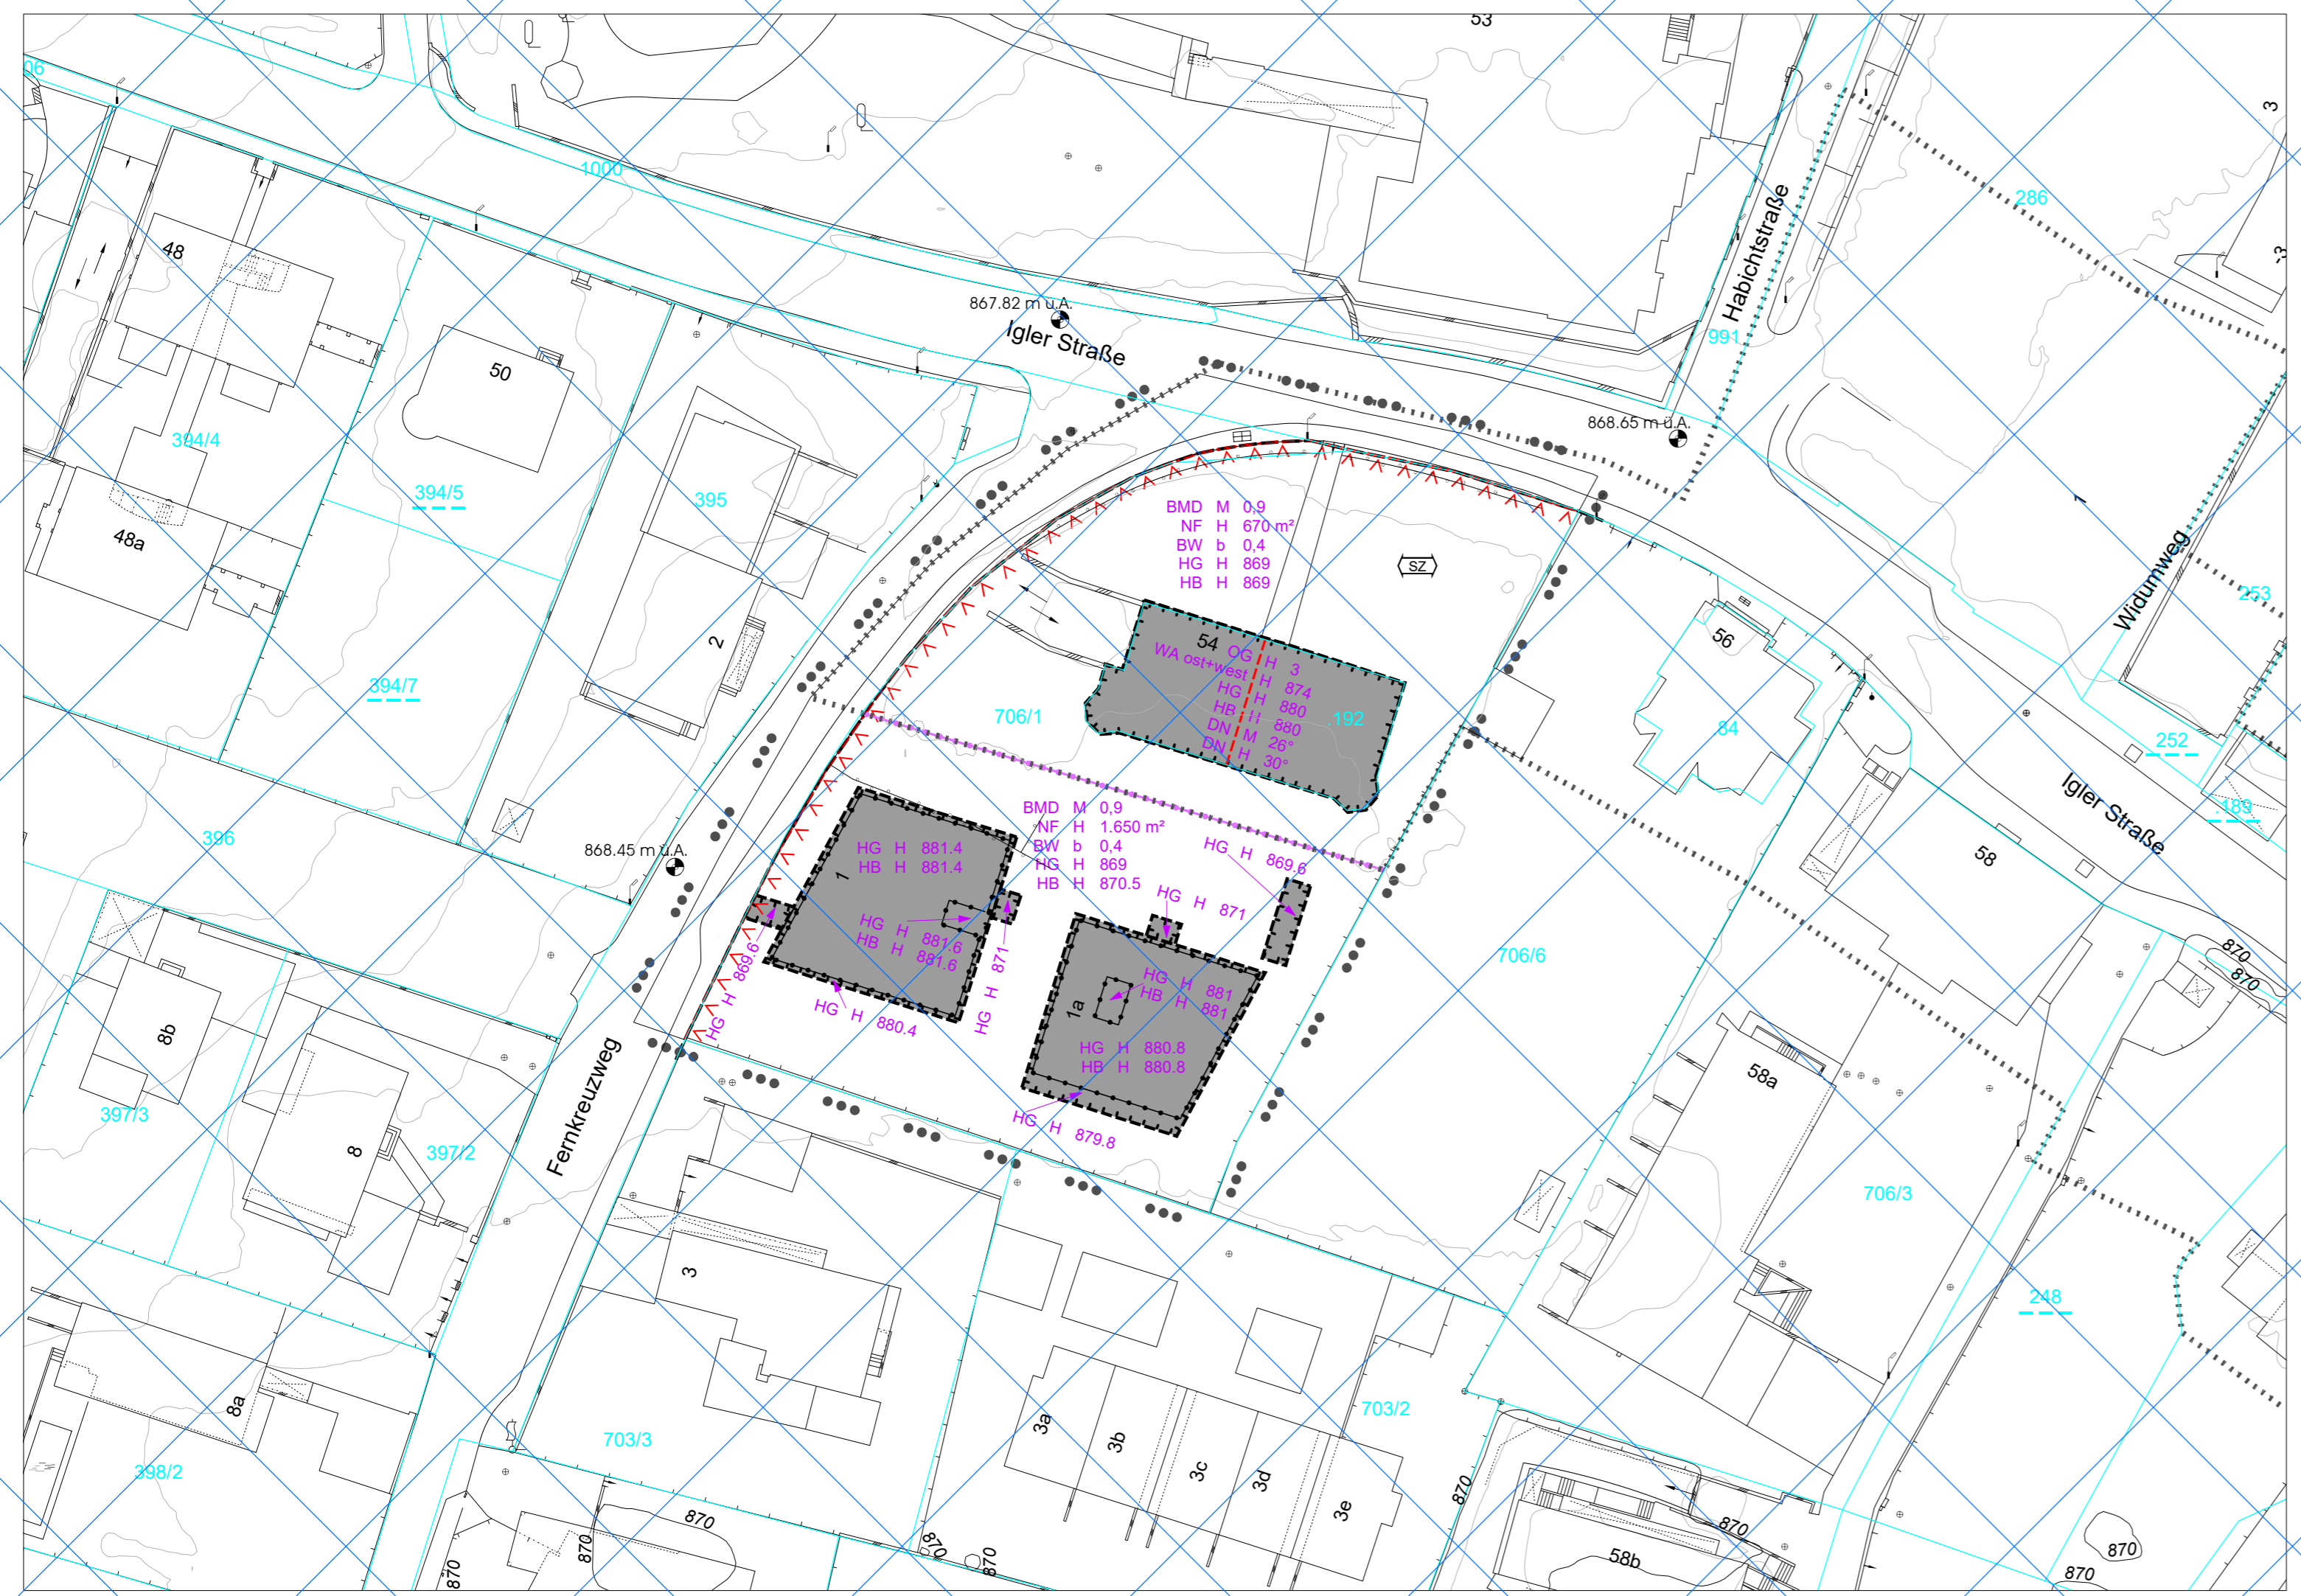 53
06
3
1000
286
48
Habichtstraße
-3
867.82 m ü.A.
Igler Straße
991
50
868.65 m ü.A.
394/4
394/5
395
1
48a
BMD M 0,9
NF H 670 m²
BW b 0,4
HG H 869
HB H 869
SZ
Widumweg
253
2
54
OG H 3
WA ost+west H 874
HG H 880
HB H 880
DN M 26°
DN H 30°
56
394/7
706/1
.192
84
252
.189
Igler Straße
396
868.45 m ü.A.
BMD M 0,9
NF H 1.650 m²
BW b 0,4
HG H 869
HB H 870.5
HG H 881.4
HB H 881.4
1
HG H 869.6
HG H 871
58
HG H 881.6
HB H 881.6
HG H 869.6
HG H 871
HG H 880.4
706/6
870
870
HG H 881
HB H 881
1a
HG H 880.8
HB H 880.8
HG H 879.8
8b
Fernkreuzweg
58a
397/3
8
397/2
706/3
3
248
8a
703/2
3a
3b
3c
3d
3e
703/3
398/2
870
870
870
870
870
870
870
58b
870
870